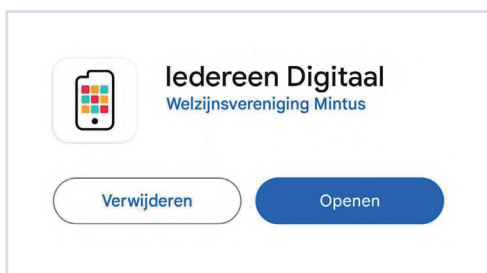 Iedereen Digitaal
Welzijnsvereniging Mintus
Verwijderen
Openen